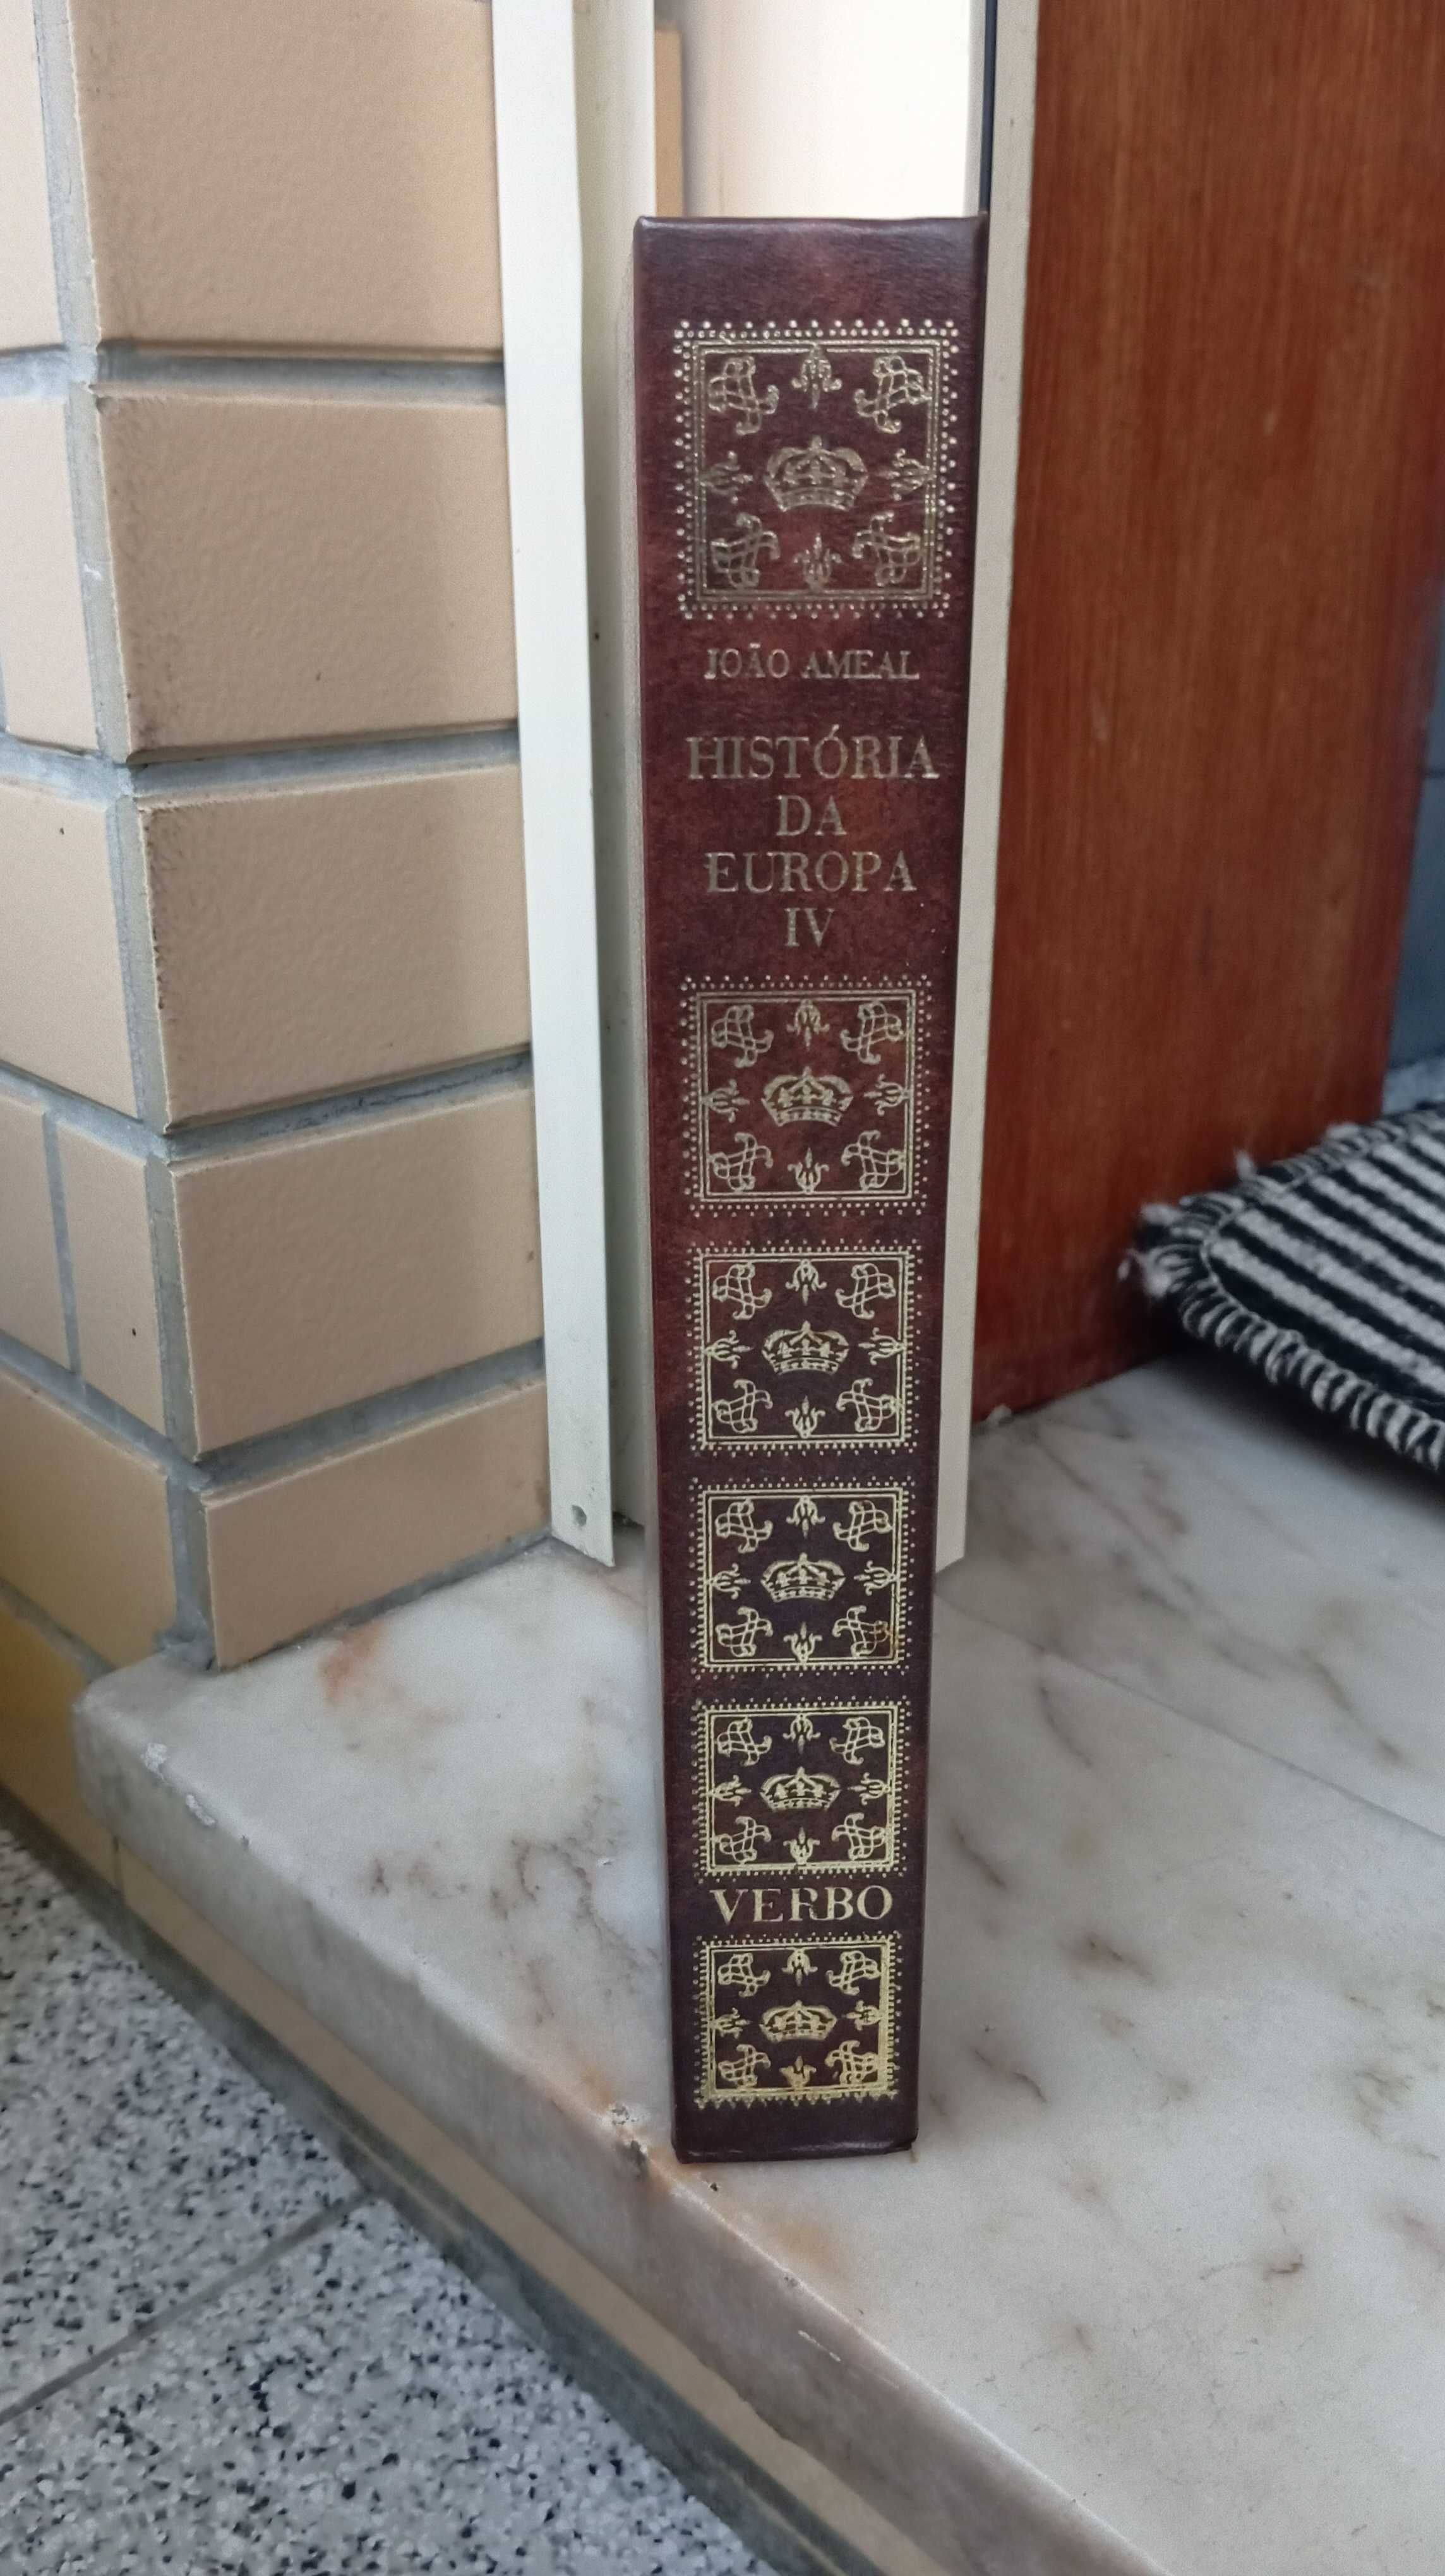 JOÃO AMEAL
HISTÓRIA
DA
EUROPA
IV
VERBO